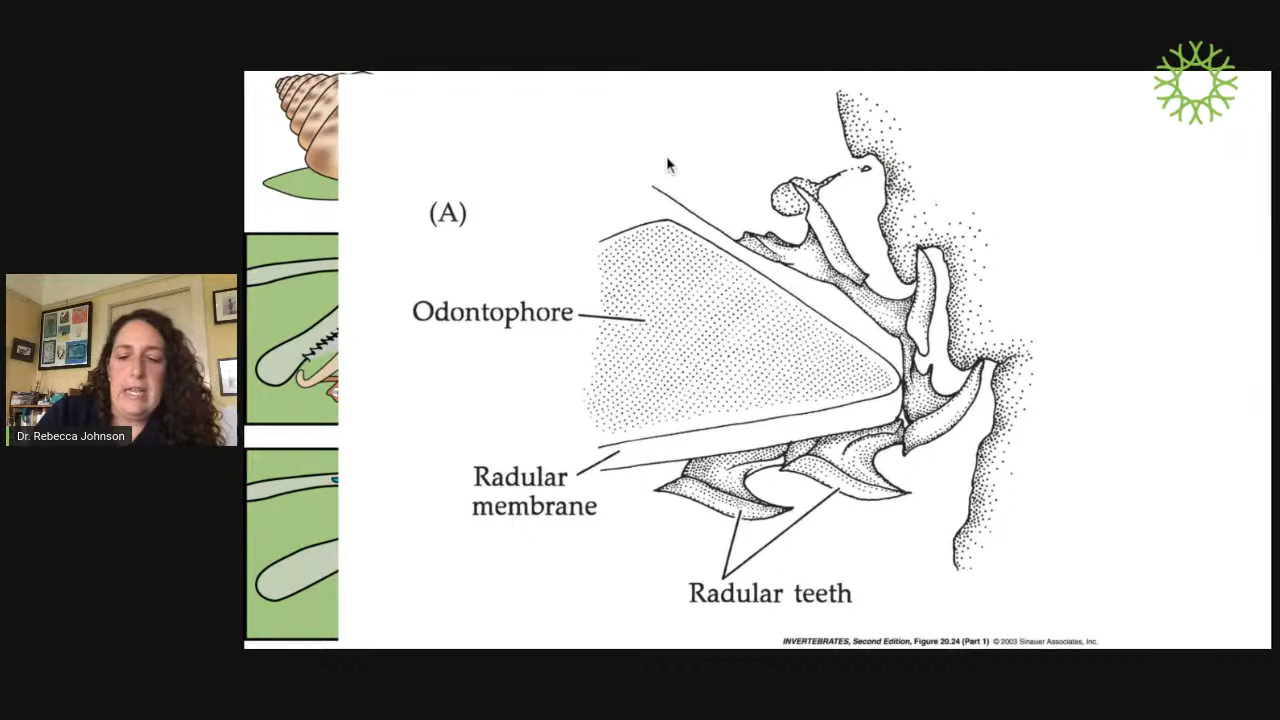 (A)
Odontophore
Radular
membrane
Radular teeth
INVERTEBRATES, Second Edition, Figure 20.24 (Part 1) © 2003 Sinauer Associates, Inc.
Dr. Rebecca Johnson